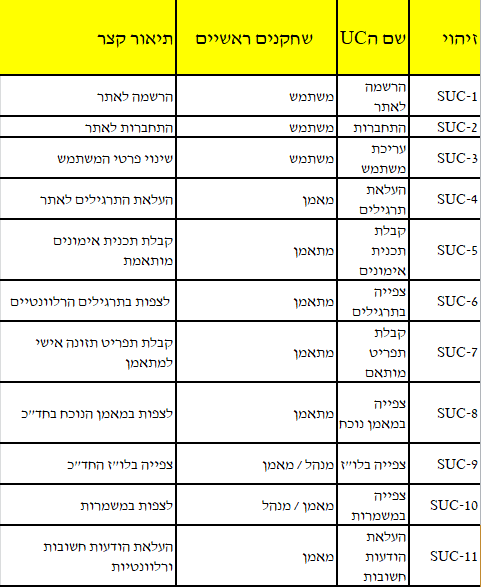 זיהוי שם הUC שחקנים ראשיים תיאור קצר
SUC-1 הרשמה לאתר משתמש הרשמה לאתר
SUC-2 התחברות משתמש התחברות לאתר
SUC-3 עריכת משתמש משתמש שינוי פרטי המשתמש
SUC-4 העלאת תרגילים מאמן העלאת התרגילים לאתר
SUC-5 קבלת תכנית אימונים מתאמן קבלת תכנית אימונים מותאמת
SUC-6 צפייה בתרגילים מתאמן לצפות בתרגילים הרלוונטיים
SUC-7 קבלת תפריט מותאם מתאמן קבלת תפריט תזונה אישי למתאמן
SUC-8 צפייה במאמן נוכח מתאמן לצפות במאמן הנוכח בחד"כ
SUC-9 צפייה בלו"ז מנהל / מאמן צפייה בלו"ז החד"כ
SUC-10 צפייה במשמרות מאמן / מנהל לצפות במשמרות
SUC-11 העלאת הודעות חשובות מאמן העלאת הודעות חשובות ורלוונטיות